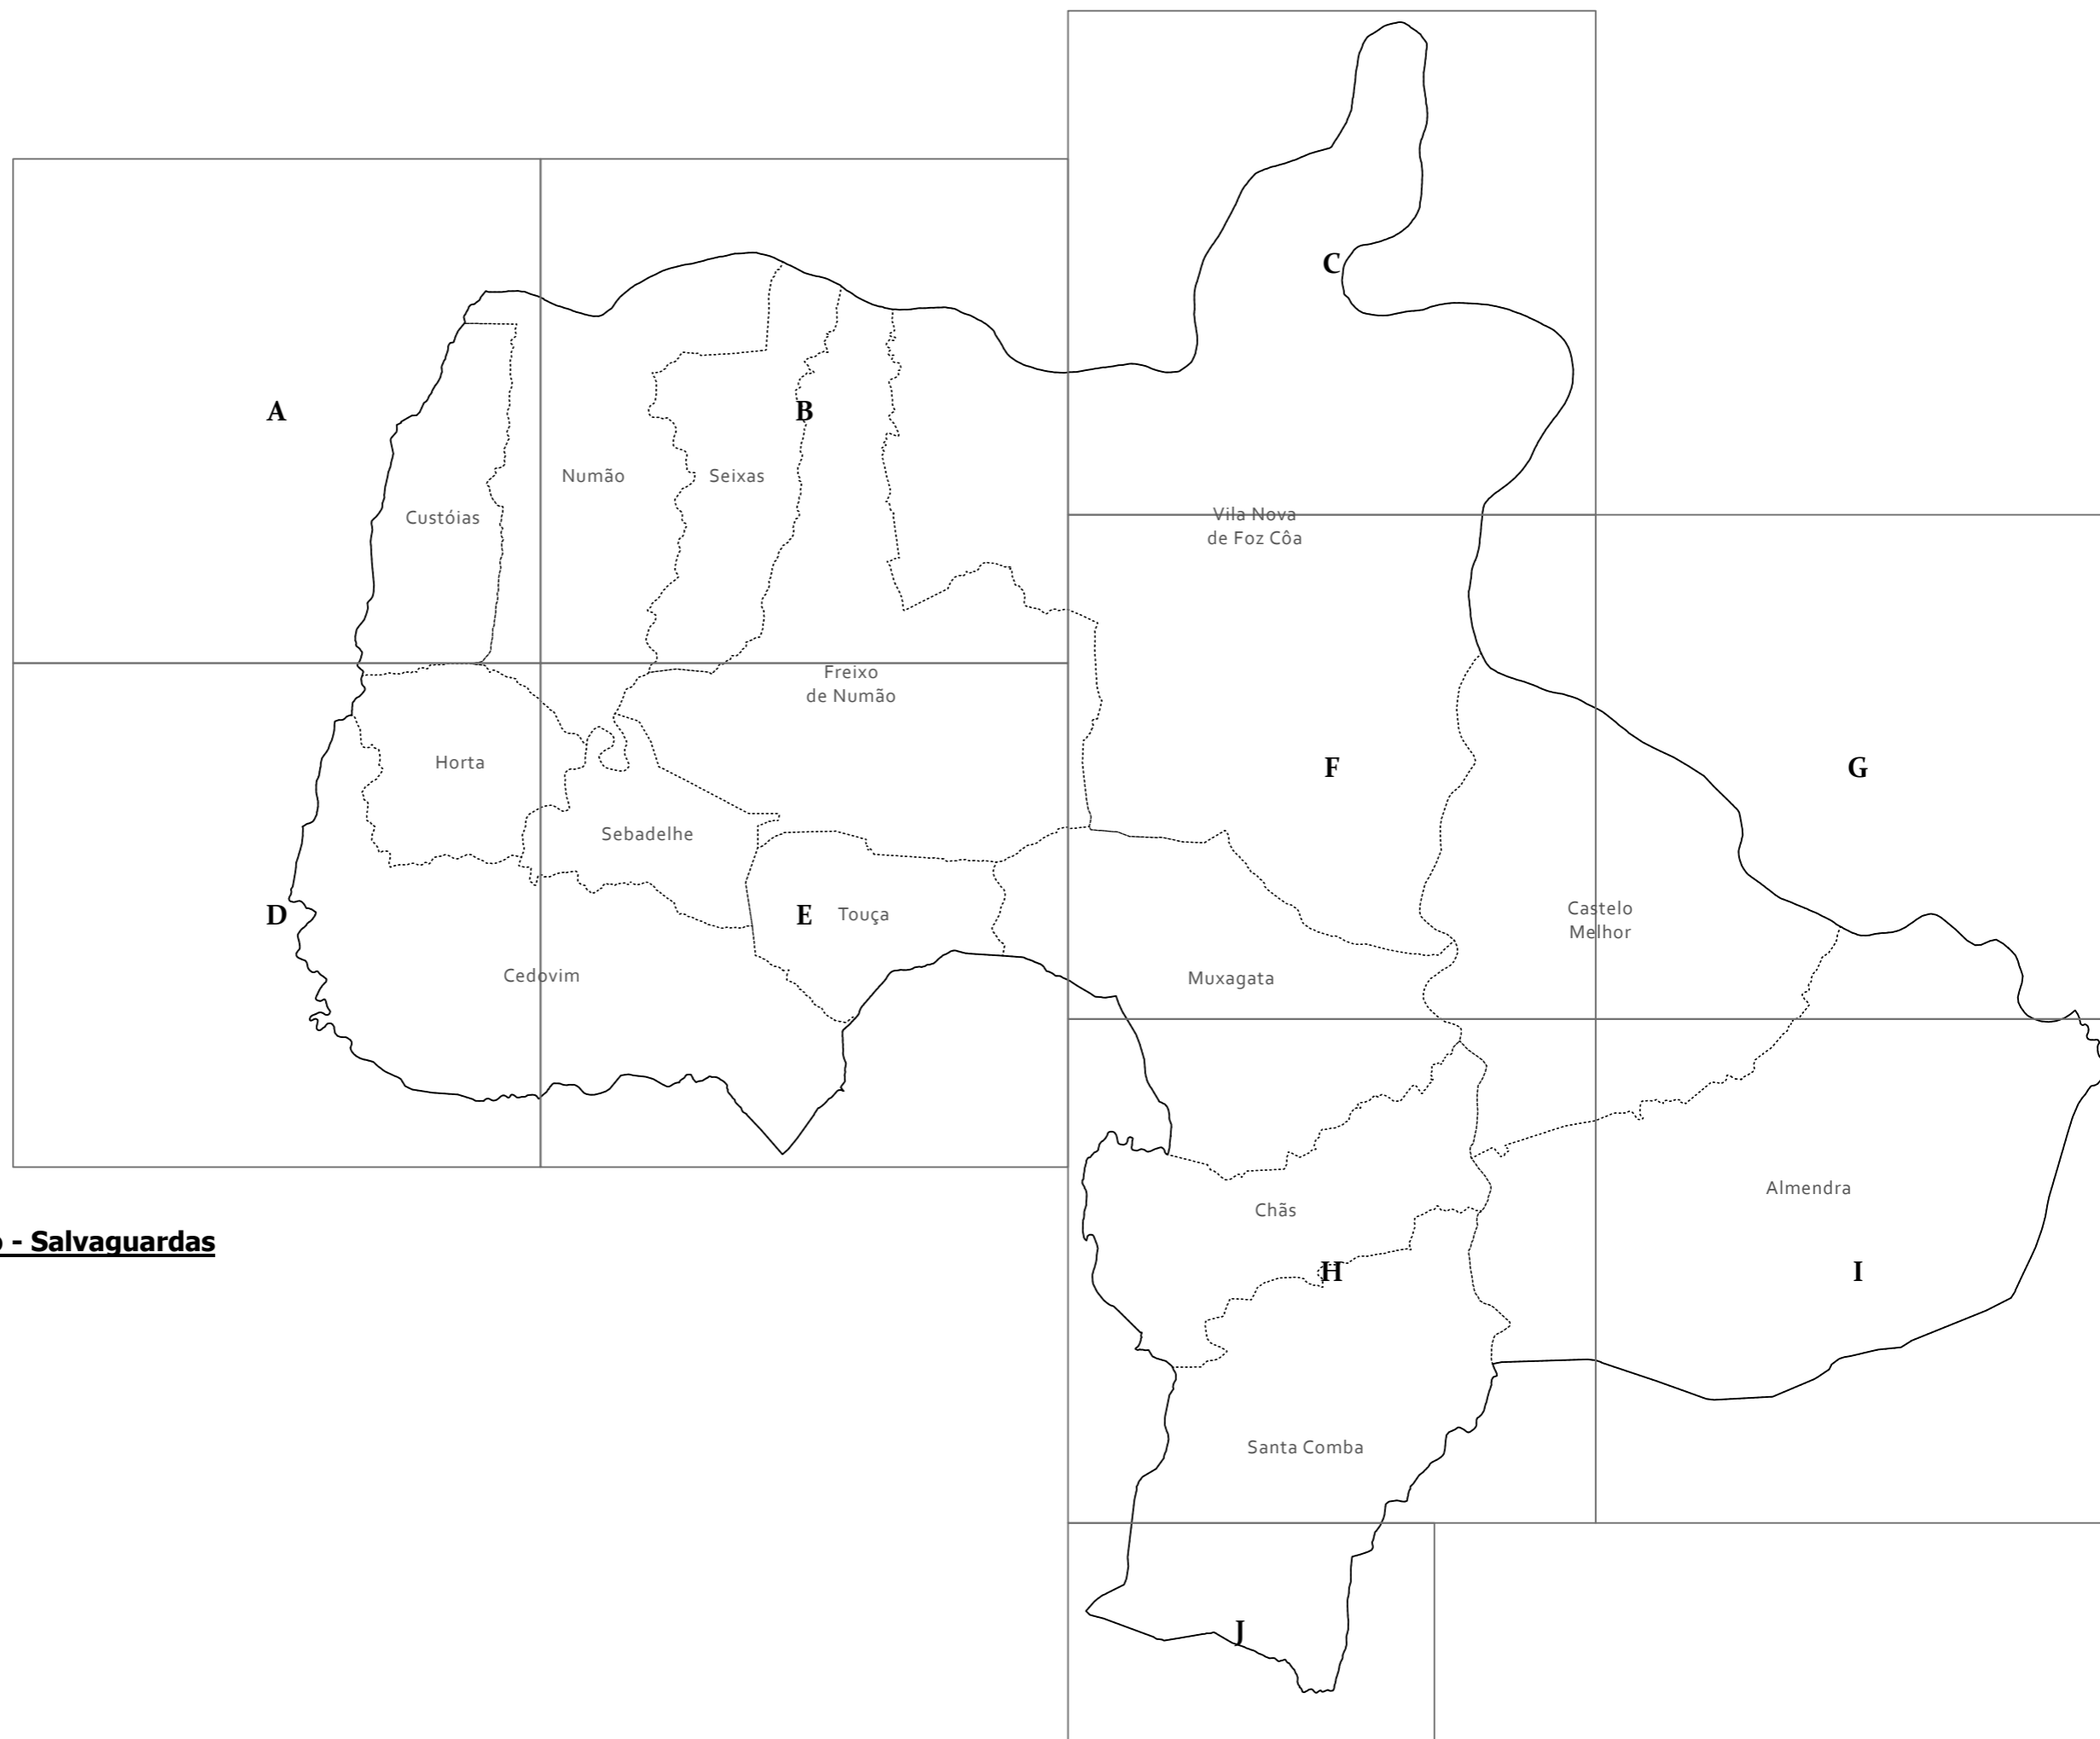 C
A
B
Numão
Seixas
Custóias
Vila Nova
de Foz Côa
Freixo
de Numão
Horta
F
G
Sebadelhe
Castelo
Melhor
D
E
Touça
Cedovim
Muxagata
Almendra
Chãs
- Salvaguardas
H
I
Santa Comba
J